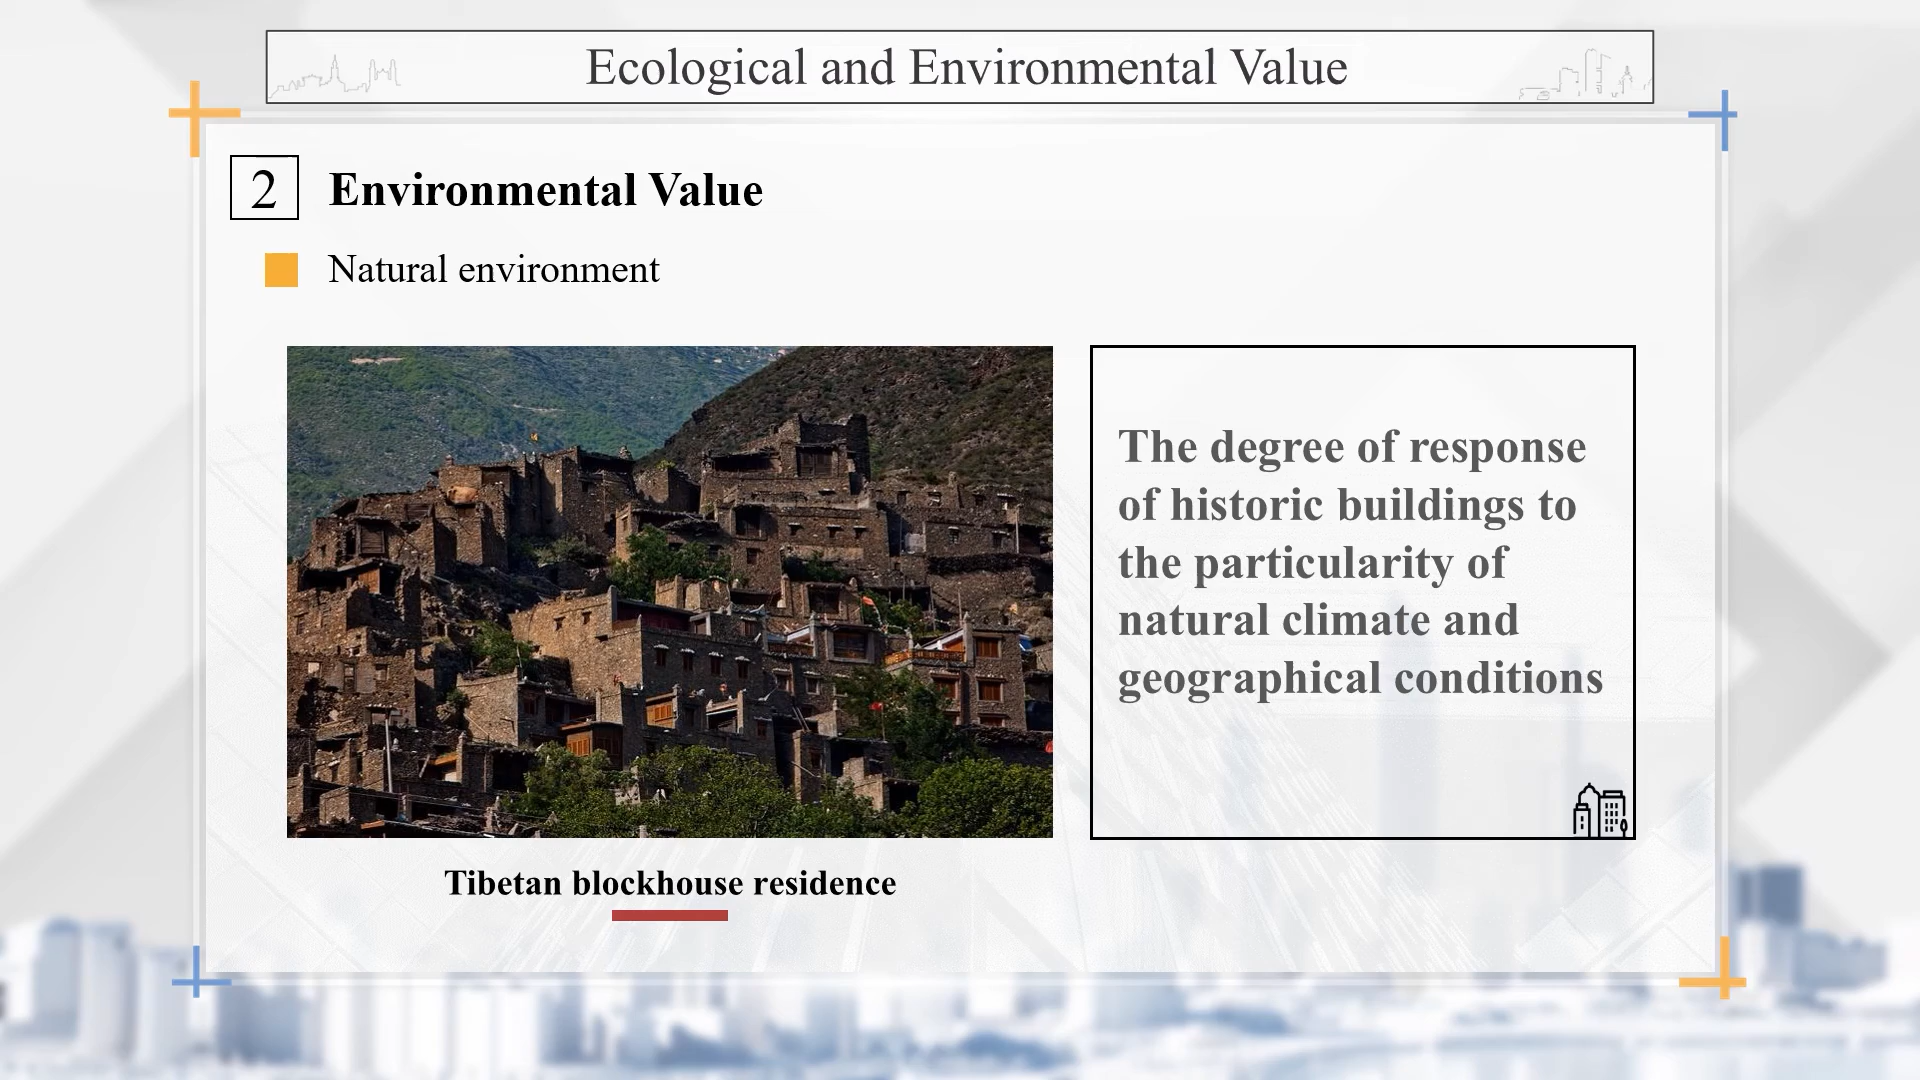 Ecological and Environmental Value
2 Environmental Value
Natural environment
The degree of response
of historic buildings to
the particularity of
natural climate and
geographical conditions
Tibetan blockhouse residence